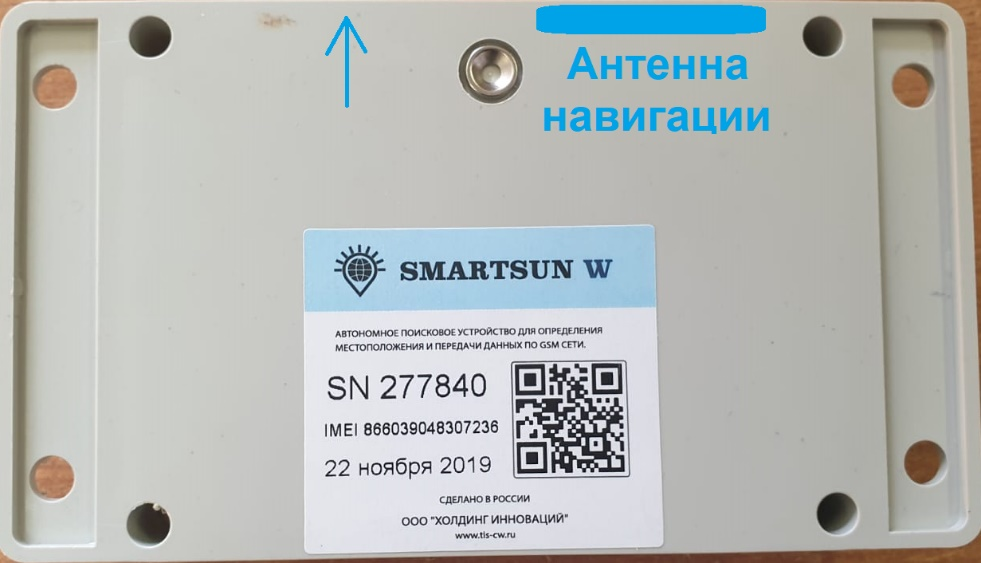 Антенна
навигации
SMARTSUN W
АВТОНОМНОЕ ПОИСКОВОЕ УСТРОЙСТВО ДЛЯ ОПРЕДЕЛЕНИЯ
МЕСТОПОЛОЖЕНИЯ И ПЕРЕДАЧИ ДАННЫХ ПО GSM СЕТИ.
SN 277840
IMEI 866039048307236
22 ноября 2019
СДЕЛАНО В РОССИИ
ООО "ХОЛДИНГ ИННОВАЦИЙ"
www.tis-cw.ru